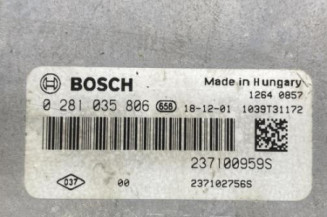 BOSCH Made in Hungary
1264 0857
0 281 035 806 658 18-12-01 1039T31172
237100959S
037 00 237102756S